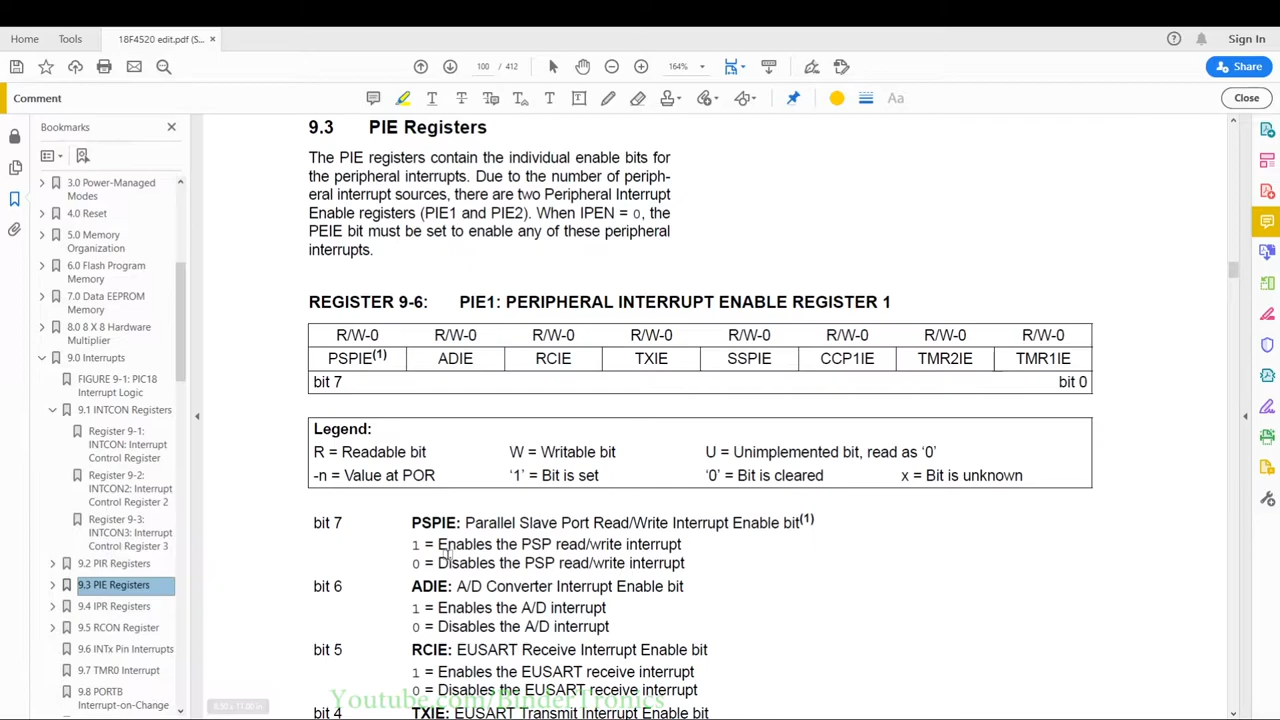 Home
Tools
18F4520 edit.pdf (S...
Sign In
100 / 412
164%
Share
Comment
Aa
Close
Bookmarks
3.0 Power-Managed
Modes
4.0 Reset
5.0 Memory
Organization
6.0 Flash Program
Memory
7.0 Data EEPROM
Memory
8.0 8 X 8 Hardware
Multiplier
9.0 Interrupts
FIGURE 9-1: PIC18
Interrupt Logic
9.1 INTCON Registers
Register 9-1:
INTCON: Interrupt
Control Register
Register 9-2:
INTCON2: Interrupt
Control Register 2
Register 9-3:
INTCON3: Interrupt
Control Register 3
9.2 PIR Registers
9.3 PIE Registers
9.4 IPR Registers
9.5 RCON Register
9.6 INTx Pin Interrupts
9.7 TMR0 Interrupt
9.8 PORTB
Interrupt-on-Change
9.3 PIE Registers
The PIE registers contain the individual enable bits for
the peripheral interrupts. Due to the number of periph-
eral interrupt sources, there are two Peripheral Interrupt
Enable registers (PIE1 and PIE2). When IPEN = 0, the
PEIE bit must be set to enable any of these peripheral
interrupts.
REGISTER 9-6: PIE1: PERIPHERAL INTERRUPT ENABLE REGISTER 1
R/W-0 R/W-0 R/W-0 R/W-0 R/W-0 R/W-0 R/W-0 R/W-0
PSPIE(1) ADIE RCIE TXIE SSPIE CCP1IE TMR2IE TMR1IE
bit 7 bit 0
Legend:
R = Readable bit W = Writable bit U = Unimplemented bit, read as ‘0’
-n = Value at POR ‘1’ = Bit is set ‘0’ = Bit is cleared x = Bit is unknown
bit 7 PSPIE: Parallel Slave Port Read/Write Interrupt Enable bit(1)
1 = Enables the PSP read/write interrupt
0 = Disables the PSP read/write interrupt
bit 6 ADIE: A/D Converter Interrupt Enable bit
1 = Enables the A/D interrupt
0 = Disables the A/D interrupt
bit 5 RCIE: EUSART Receive Interrupt Enable bit
1 = Enables the EUSART receive interrupt
0 = Disables the EUSART receive interrupt
bit 4 TXIE: EUSART Transmit Interrupt Enable bit
Youtube.com/BinderTronics
8.50 x 11.00 in